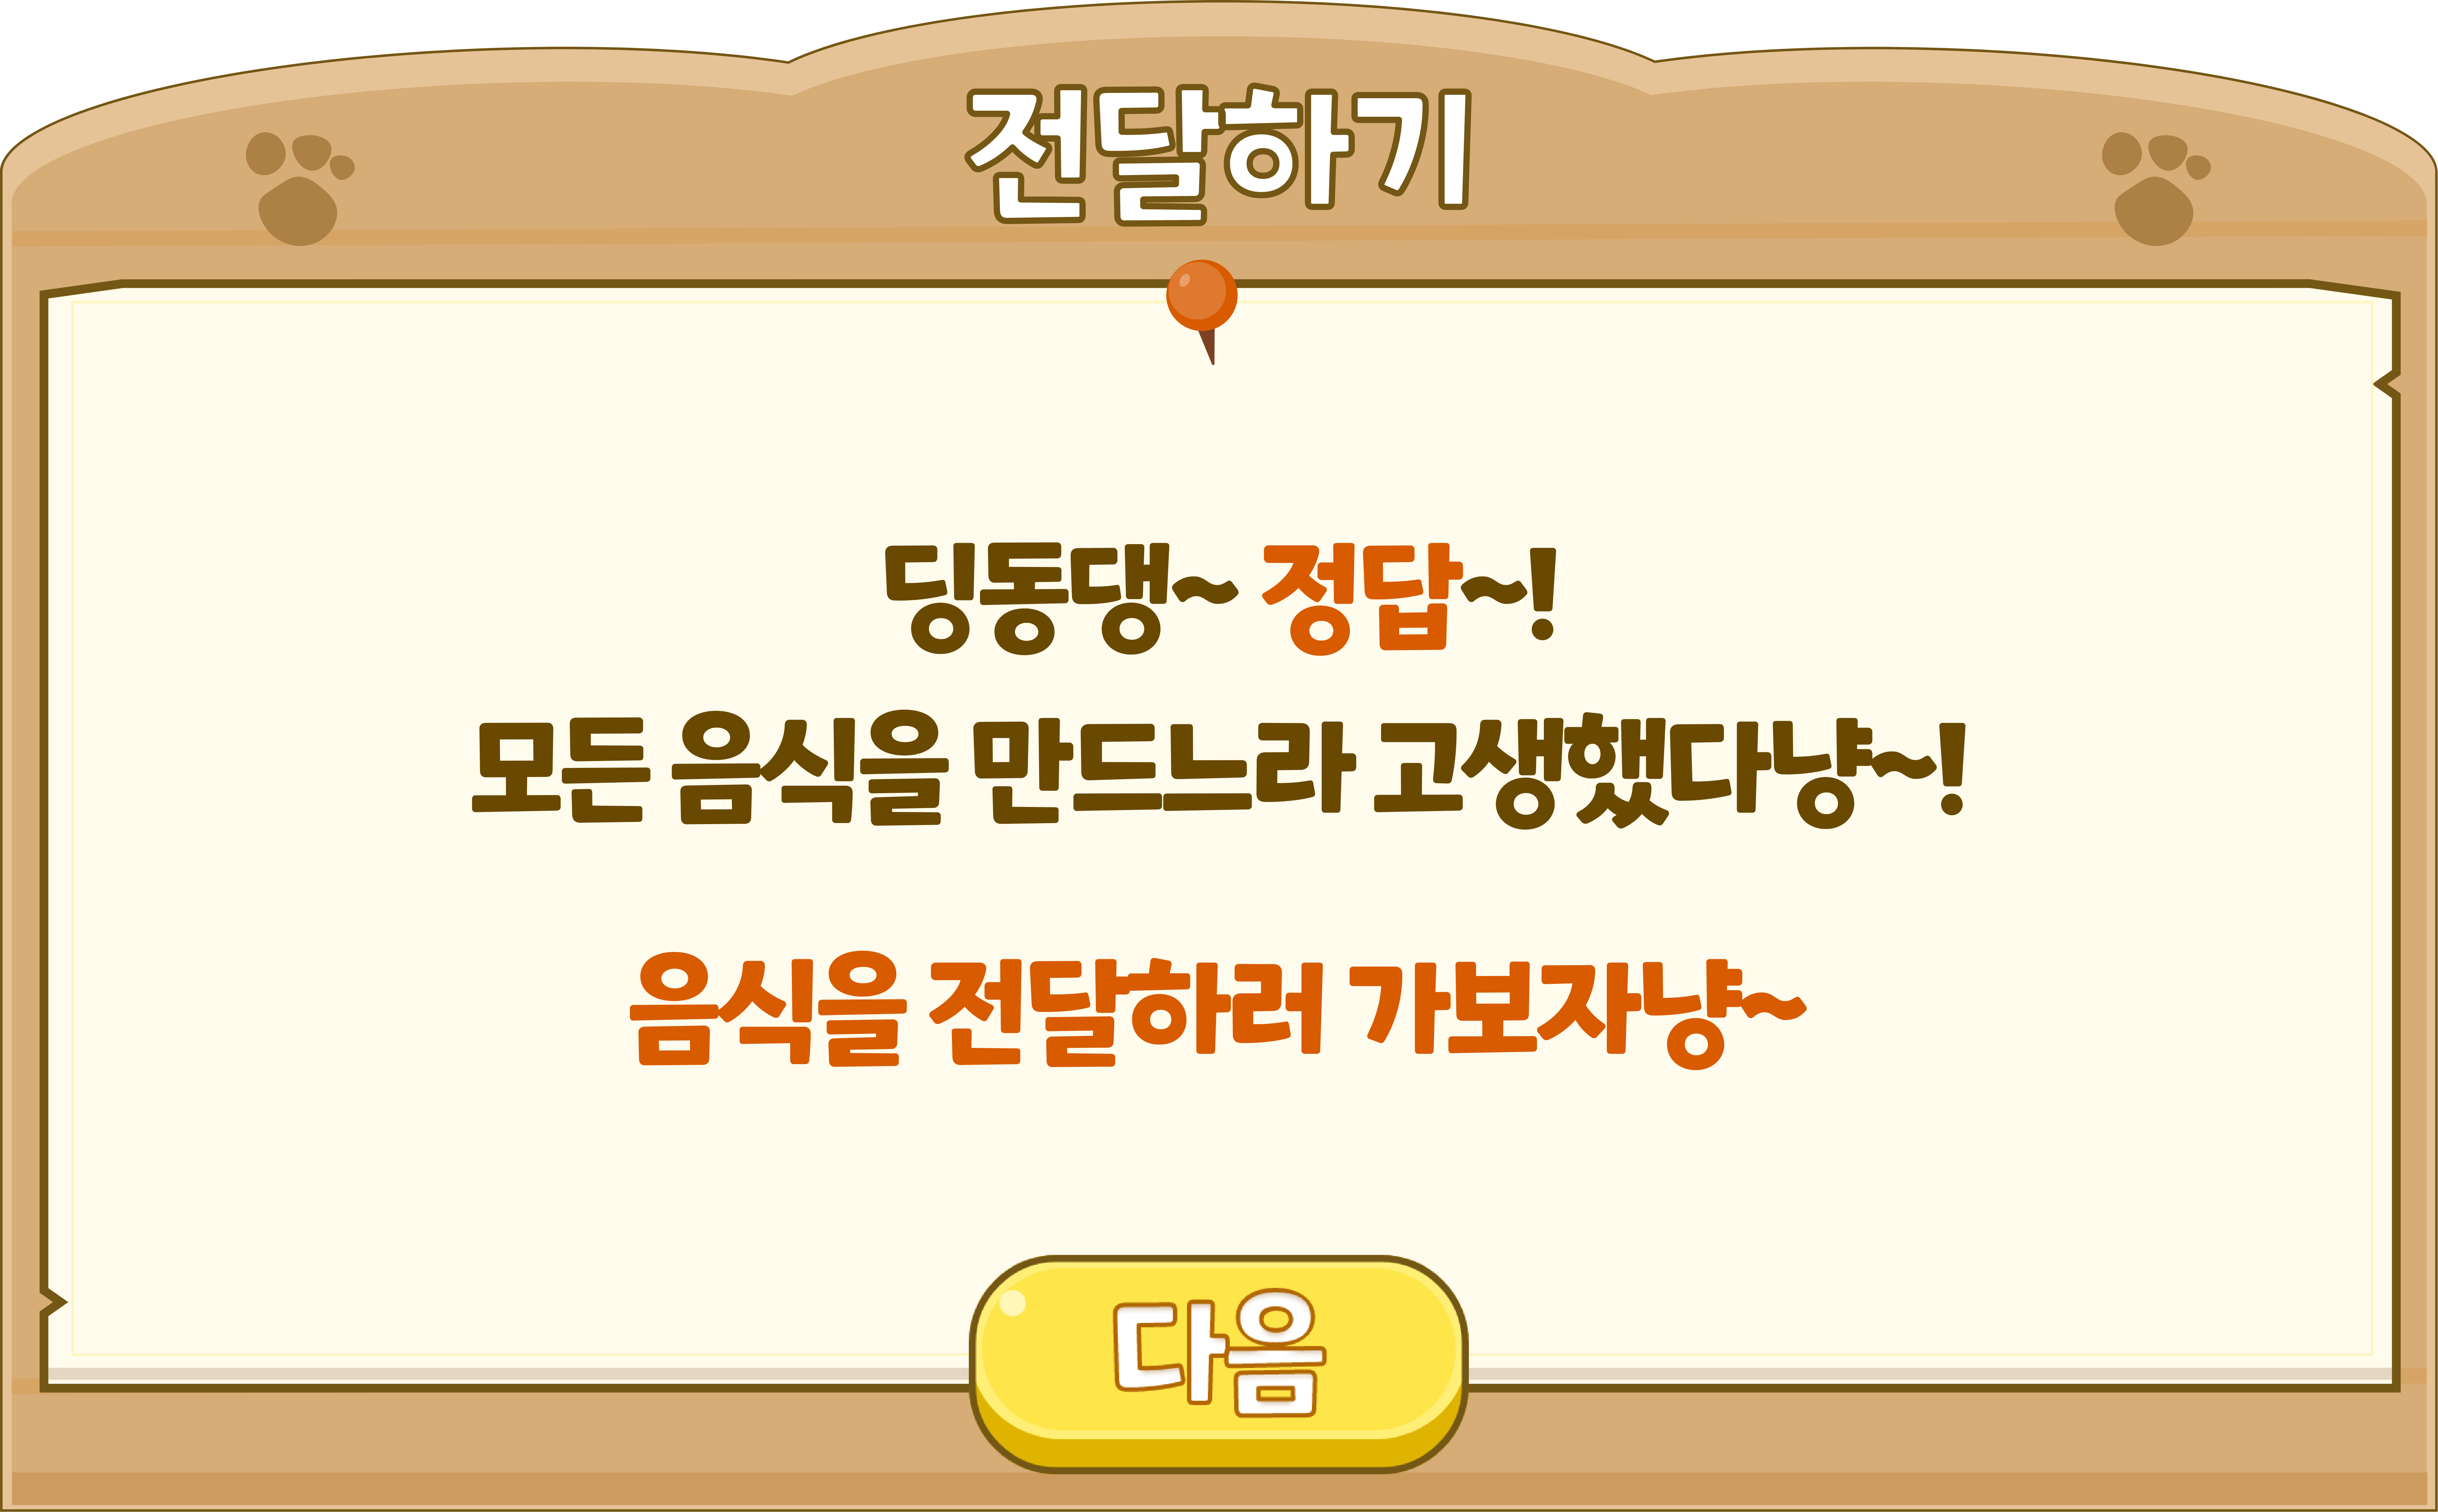 전달하기
딩동댕~ 정답~!
모든 음식을 만드느라 고생했다냥~!
음식을 전달하러 가보자냥~
다음